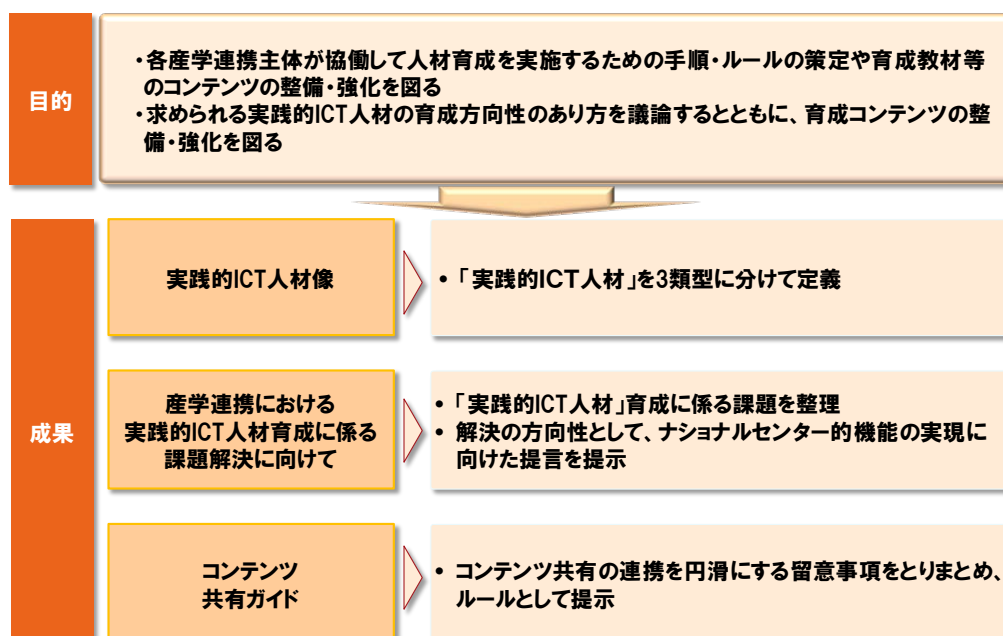 目的
・各産学連携主体が協働して人材育成を実施するための手順・ルールの策定や育成教材等
のコンテンツの整備・強化を図る
・求められる実践的ICT人材の育成方向性のあり方を議論するとともに、育成コンテンツの整
備・強化を図る
成果
実践的ICT人材像
• 「実践的ICT人材」を3類型に分けて定義
産学連携における
実践的ICT人材育成に係る
課題解決に向けて
• 「実践的ICT人材」育成に係る課題を整理
• 解決の方向性として、ナショナルセンター的機能の実現に
向けた提言を提示
コンテンツ
共有ガイド
• コンテンツ共有の連携を円滑にする留意事項をとりまとめ、
ルールとして提示